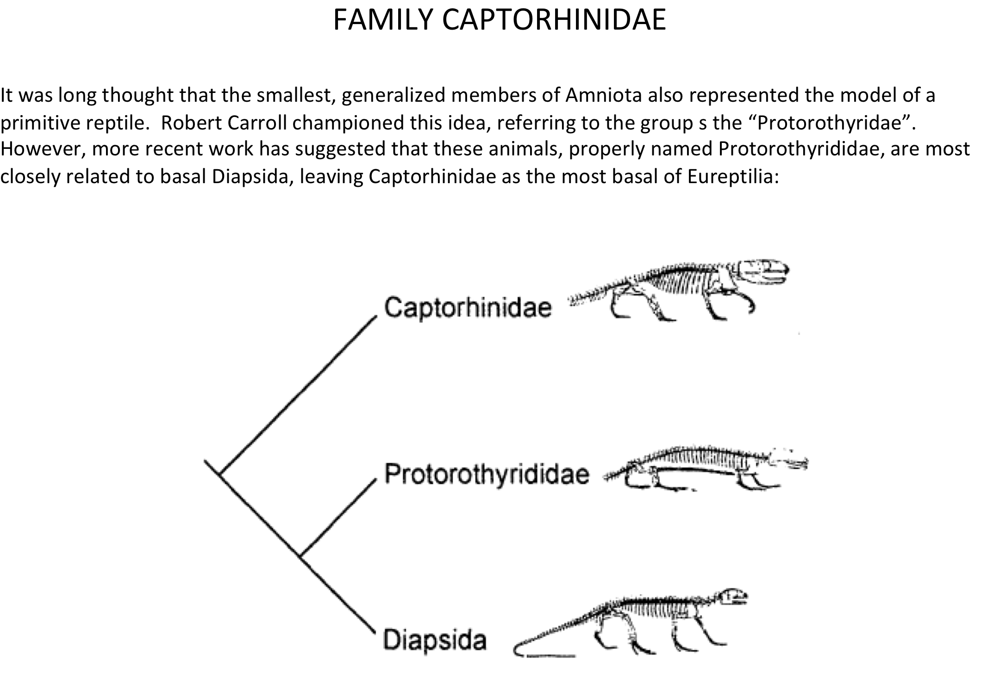 FAMILY CAPTORHINIDAE
It was long thought that the smallest, generalized members of Amniota also represented the model of a
primitive reptile.  Robert Carroll championed this idea, referring to the group s the “Protorothyridae”.
However, more recent work has suggested that these animals, properly named Protorothyrididae, are most
closely related to basal Diapsida, leaving Captorhinidae as the most basal of Eureptilia:
Captorhinidae
Protorothyrididae
Diapsida